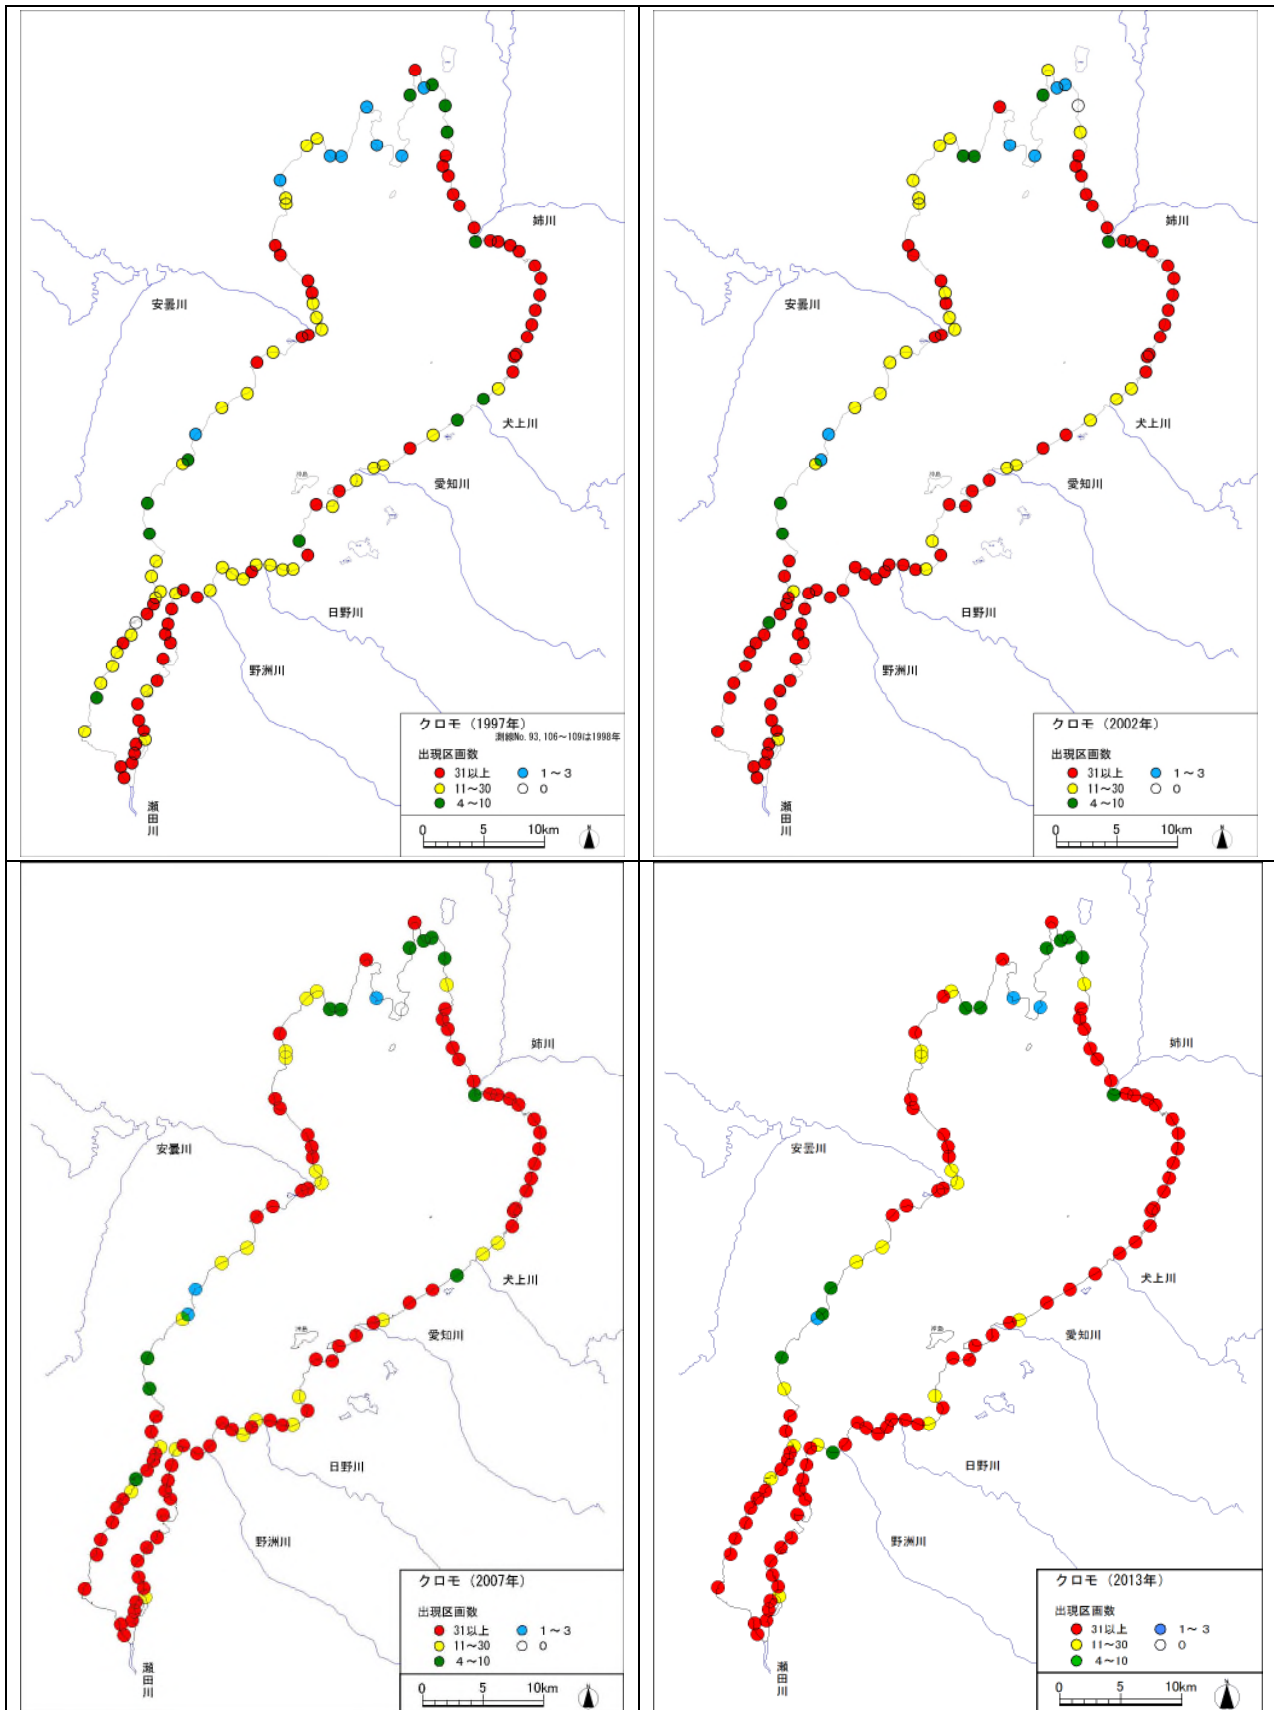 姉川
安曇川
犬上川
愛知川
日野川
野洲川
瀬田川
クロモ (1997年)
測線No. 93, 106～109は1998年
出現区画数
31以上 1～3
11～30 0
4～10
0 5 10km
N
姉川
安曇川
犬上川
愛知川
日野川
野洲川
瀬田川
クロモ (2002年)
出現区画数
31以上 1～3
11～30 0
4～10
0 5 10km
N
姉川
安曇川
犬上川
愛知川
日野川
野洲川
瀬田川
クロモ (2007年)
出現区画数
31以上 1～3
11～30 0
4～10
0 5 10km
N
姉川
安曇川
犬上川
愛知川
日野川
野洲川
瀬田川
クロモ (2013年)
出現区画数
31以上 1～3
11～30 0
4～10
0 5 10km
N